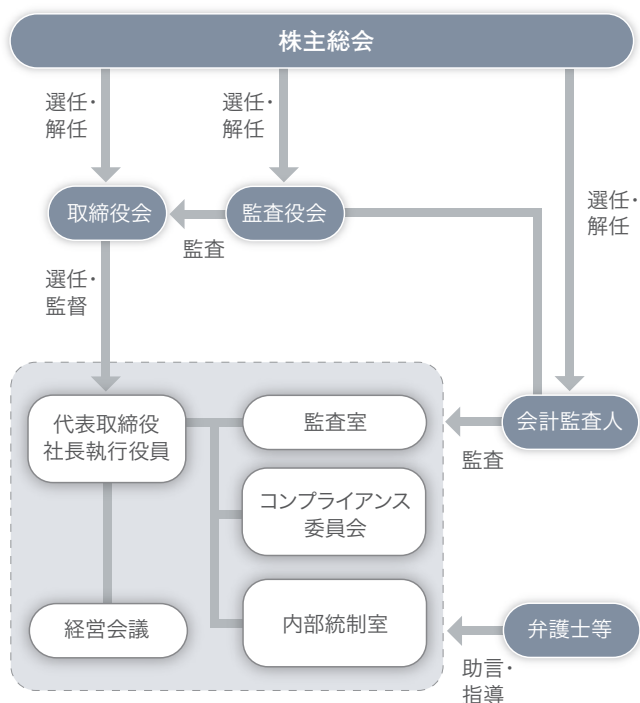 株主総会
選任・
解任
選任・
解任
選任・
解任
取締役会
監査役会
監査
選任・
監督
代表取締役
社長執行役員
監査室
会計監査人
監査
コンプライアンス
委員会
経営会議
内部統制室
弁護士等
助言・
指導